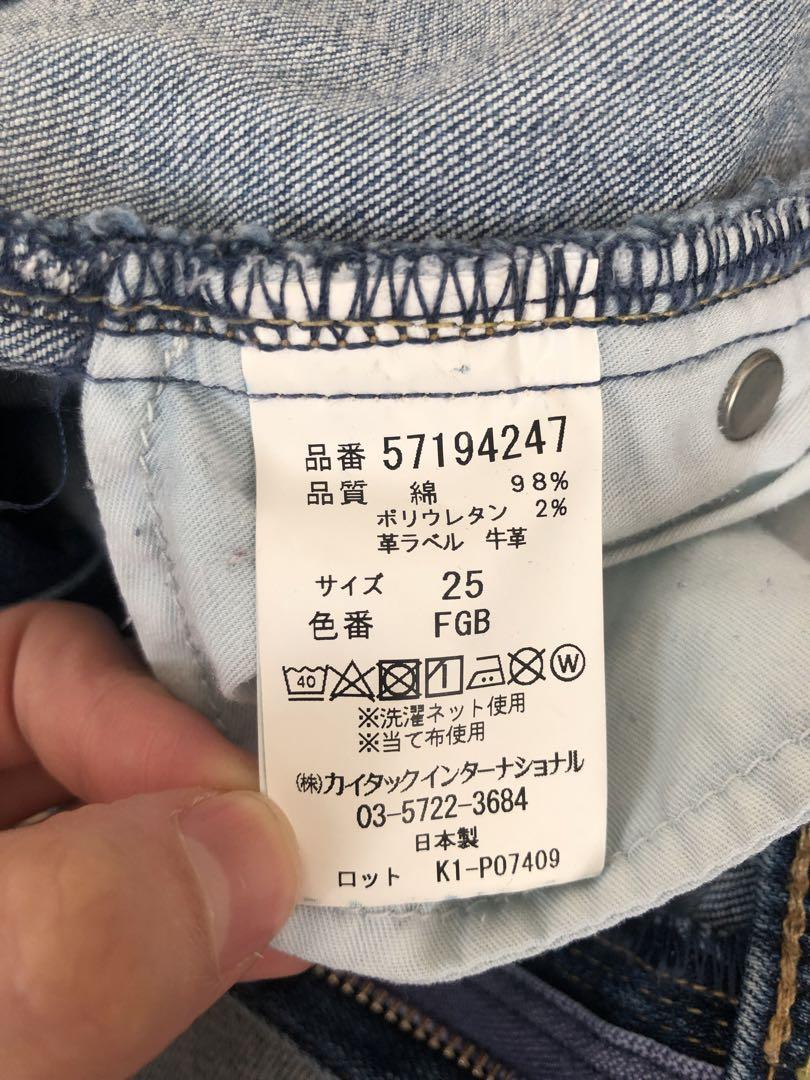 品番 57194247
品質 綿 98%
ポリウレタン 2%
革ラベル 牛革
サイズ 25
色番 FGB
40 W
※洗濯ネット使用
※当て布使用
(株)カイタックインターナショナル
03-5722-3684
日本製
ロット K1-P07409